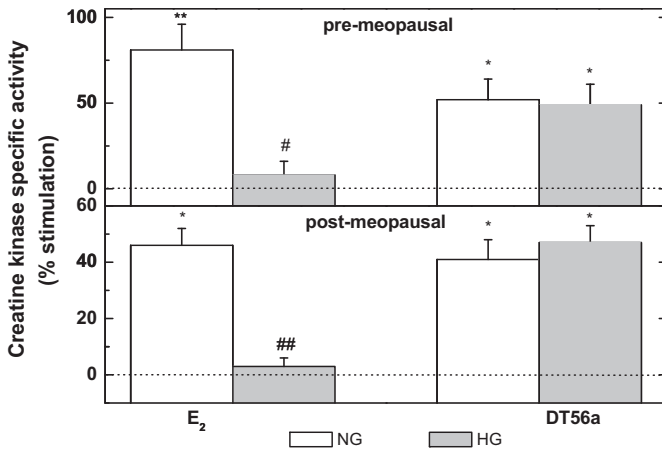 Creatine kinase specific activity
(% stimulation)
100
50
0
pre-meopausal
**
#
*
*
60
40
20
0
post-meopausal
*
##
*
*
E2
DT56a
NG
HG